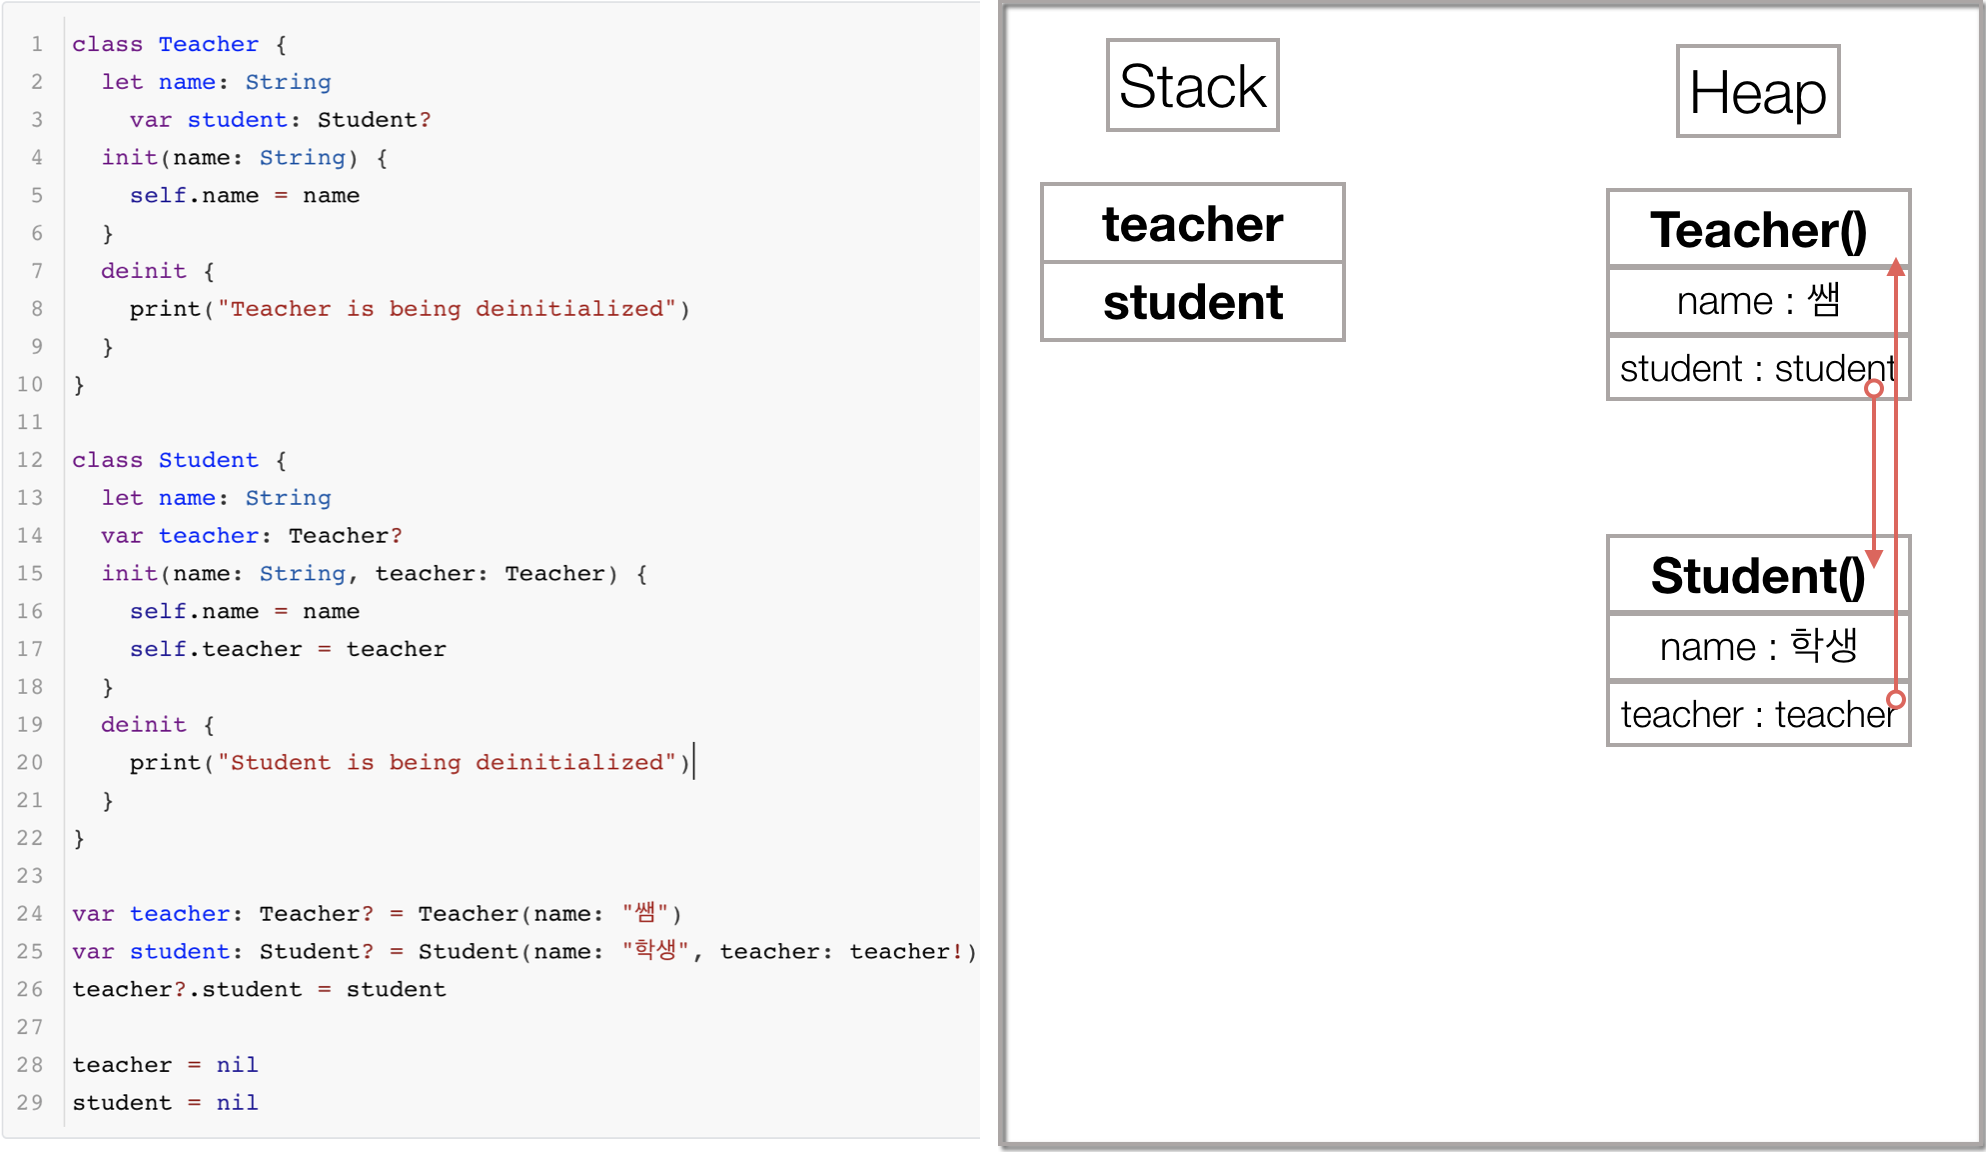 1 class Teacher {
2   let name: String
3     var student: Student?
4   init(name: String) {
5     self.name = name
6   }
7   deinit {
8     print("Teacher is being deinitialized")
9   }
10 }
11
12 class Student {
13   let name: String
14   var teacher: Teacher?
15   init(name: String, teacher: Teacher) {
16     self.name = name
17     self.teacher = teacher
18   }
19   deinit {
20     print("Student is being deinitialized")
21   }
22 }
23
24 var teacher: Teacher? = Teacher(name: "쌤")
25 var student: Student? = Student(name: "학생", teacher: teacher!)
26 teacher?.student = student
27
28 teacher = nil
29 student = nil
Stack
teacher
student
Heap
Teacher()
name : 쌤
student : student
Student()
name : 학생
teacher : teacher